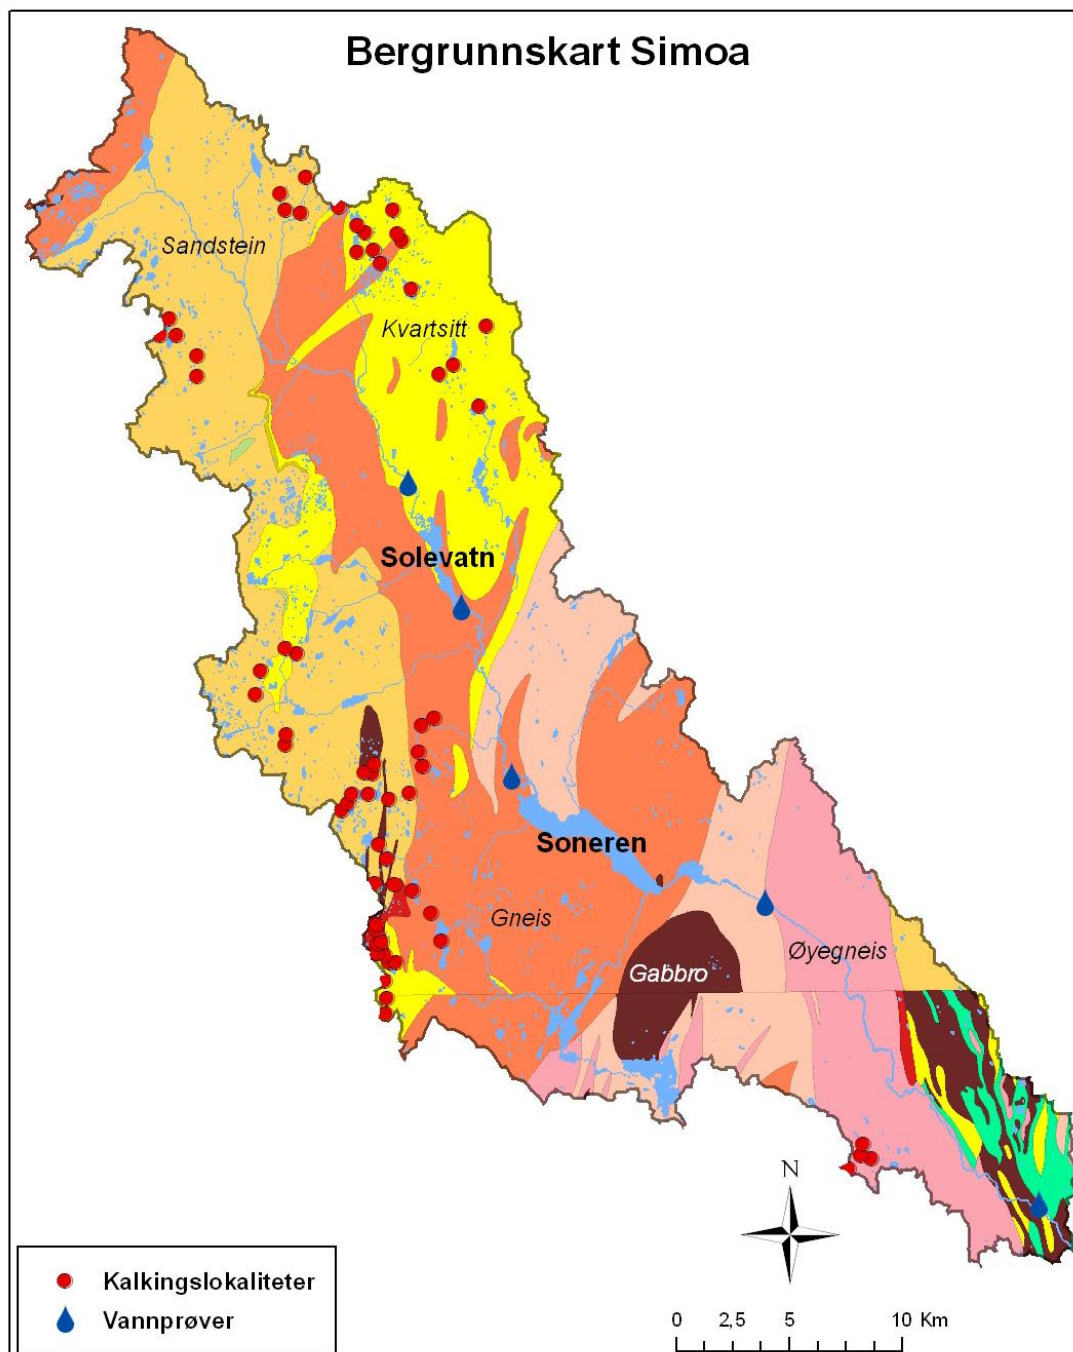 Bergrunnskart Simoa
Sandstein
Kvartsitt
Solevatn
Soneren
Gneis
Øyegneis
Gabbro
N
Kalkingslokaliteter
Vannprøver
0 2,5 5 10 Km